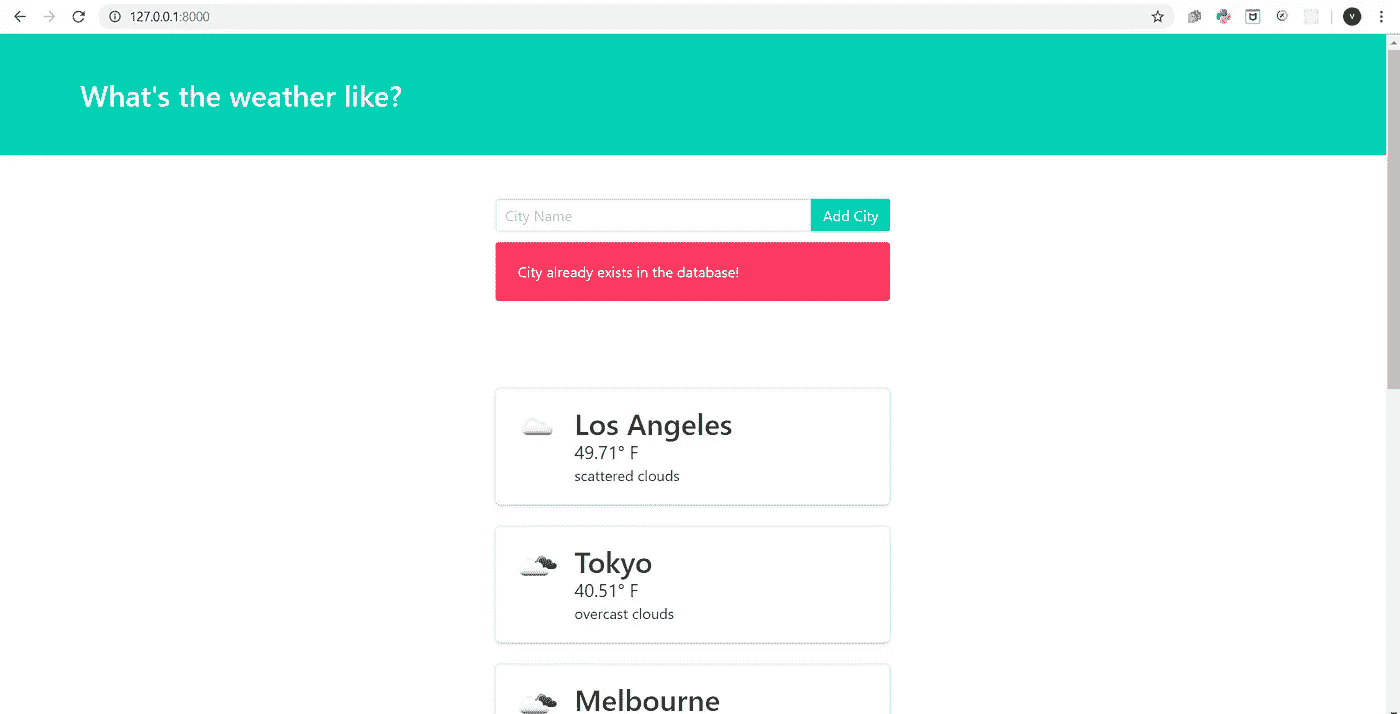 127.0.0.1:8000
V
What's the weather like?
City Name
Add City
City already exists in the database!
Los Angeles
49.71° F
scattered clouds
Tokyo
40.51° F
overcast clouds
Melbourne